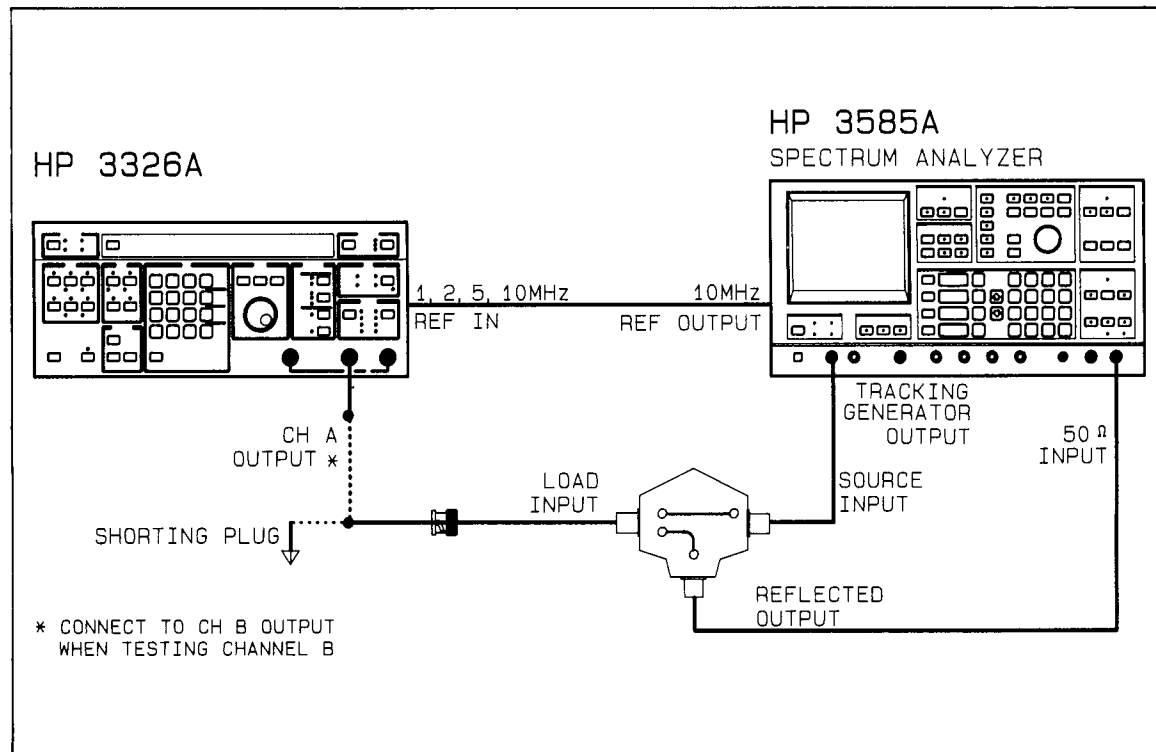 HP 3326A
HP 3585A
SPECTRUM ANALYZER
1, 2, 5, 10MHz
REF IN
10MHz
REF OUTPUT
TRACKING
GENERATOR
OUTPUT
50 Ω
INPUT
CH A
OUTPUT *
LOAD
INPUT
SOURCE
INPUT
SHORTING PLUG
REFLECTED
OUTPUT
* CONNECT TO CH B OUTPUT
WHEN TESTING CHANNEL B